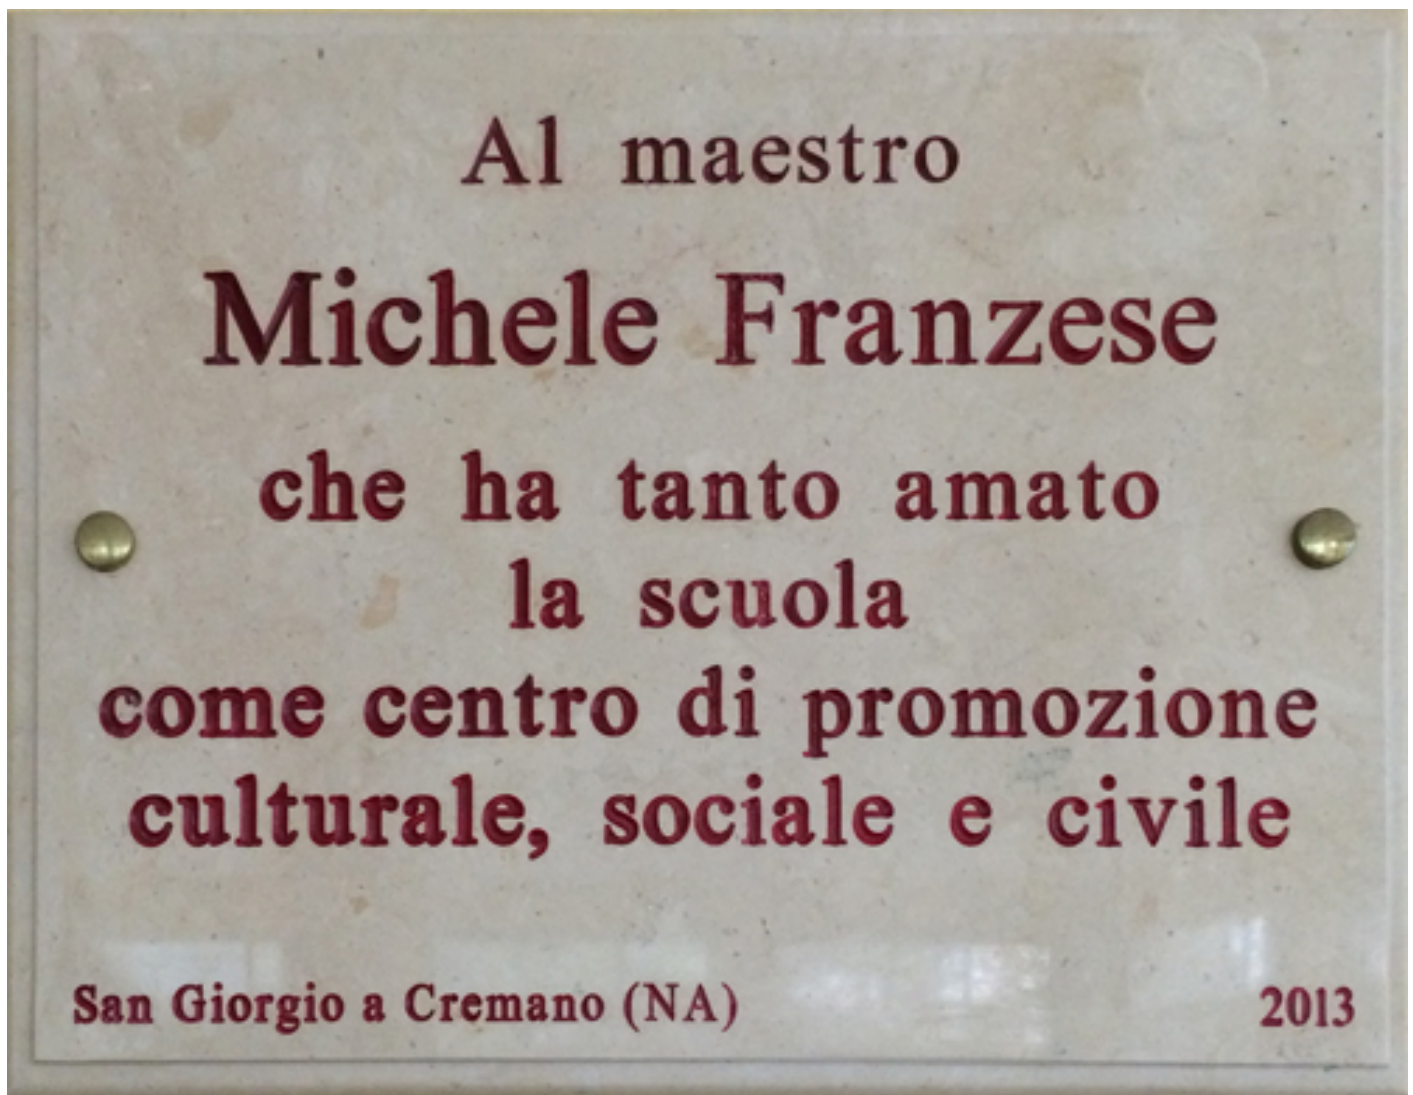 Al maestro
Michele Franzese
che ha tanto amato
la scuola
come centro di promozione
culturale, sociale e civile
San Giorgio a Cremano (NA) 2013